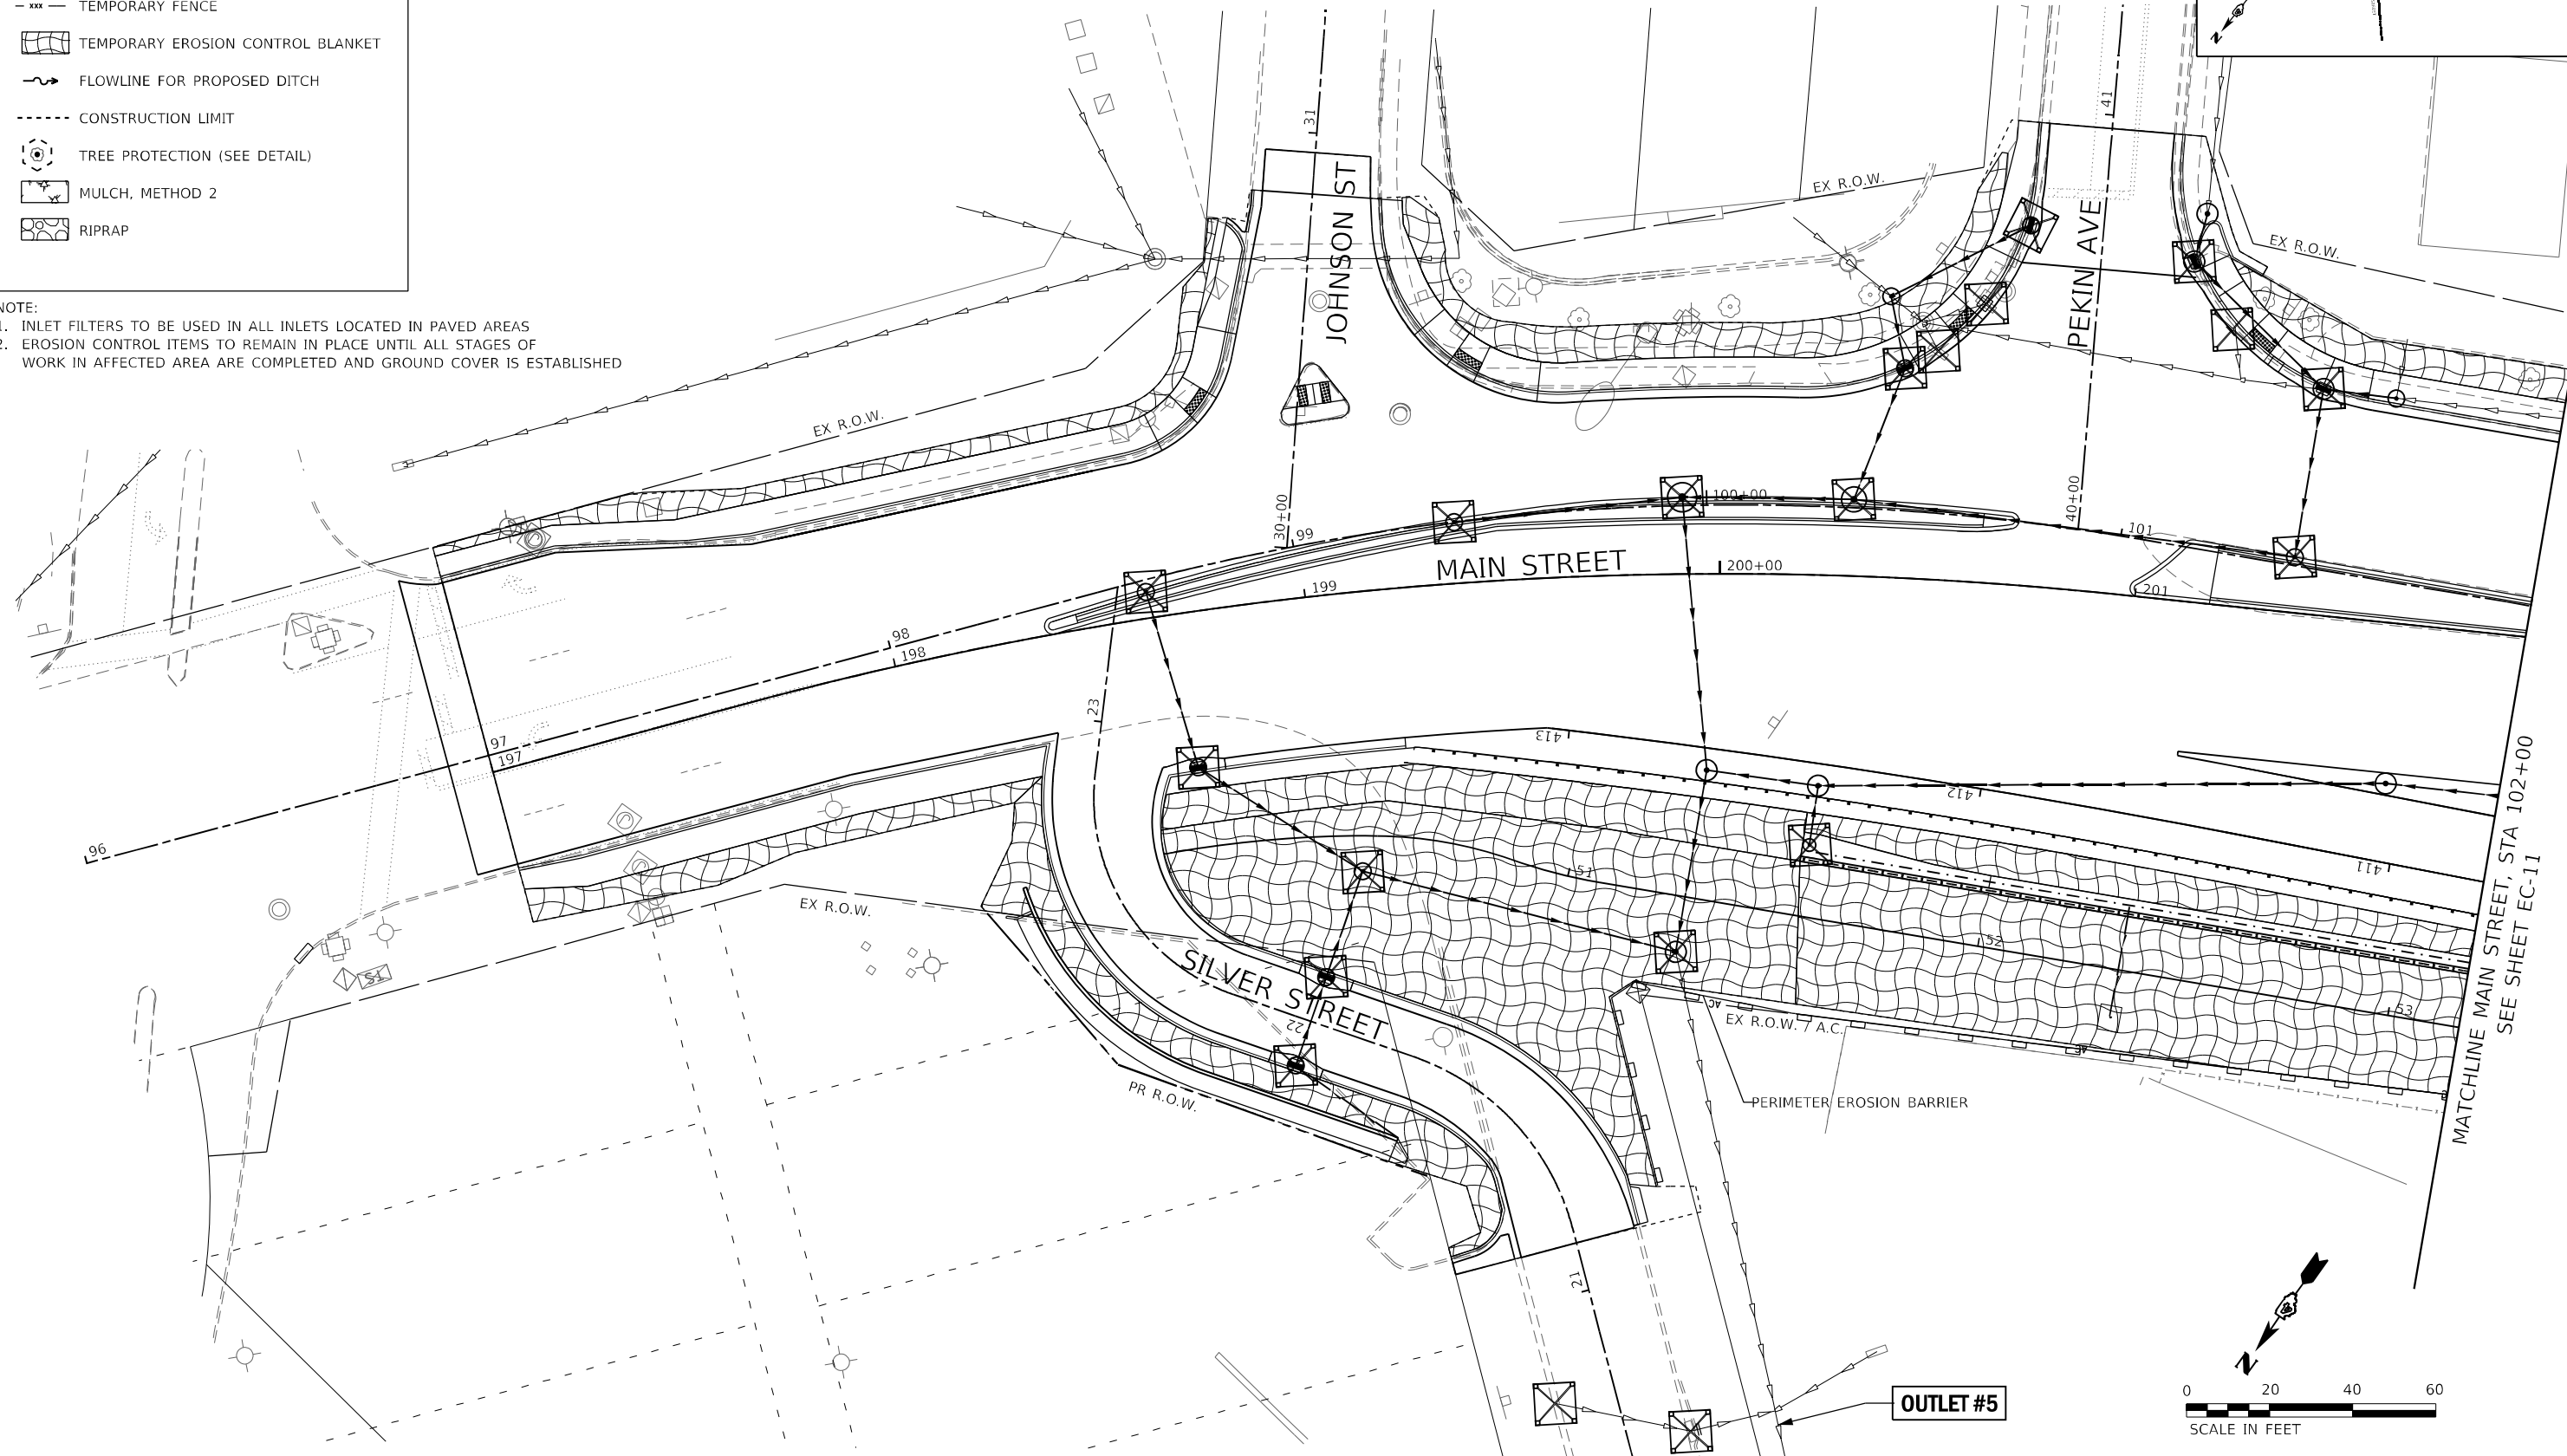 TEMPORARY FENCE
xxx
TEMPORARY EROSION CONTROL BLANKET
FLOWLINE FOR PROPOSED DITCH
CONSTRUCTION LIMIT
TREE PROTECTION (SEE DETAIL)
MULCH, METHOD 2
RIPRAP
NOTE:
1. INLET FILTERS TO BE USED IN ALL INLETS LOCATED IN PAVED AREAS
2. EROSION CONTROL ITEMS TO REMAIN IN PLACE UNTIL ALL STAGES OF
WORK IN AFFECTED AREA ARE COMPLETED AND GROUND COVER IS ESTABLISHED
N
31
JOHNSON ST
30+00
41
PEKIN AVE
40+00
EX R.O.W.
EX R.O.W.
EX R.O.W.
99
100+00
101
MAIN STREET
199
200+00
201
98
198
97
197
96
23
413
412
411
51
52
53
EX R.O.W.
ST
SILVER STREET
22
AC
EX R.O.W. / A.C.
AC
PR R.O.W.
PERIMETER EROSION BARRIER
MATCHLINE MAIN STREET, STA 102+00
SEE SHEET EC-11
21
OUTLET #5
N
0 20 40 60
SCALE IN FEET